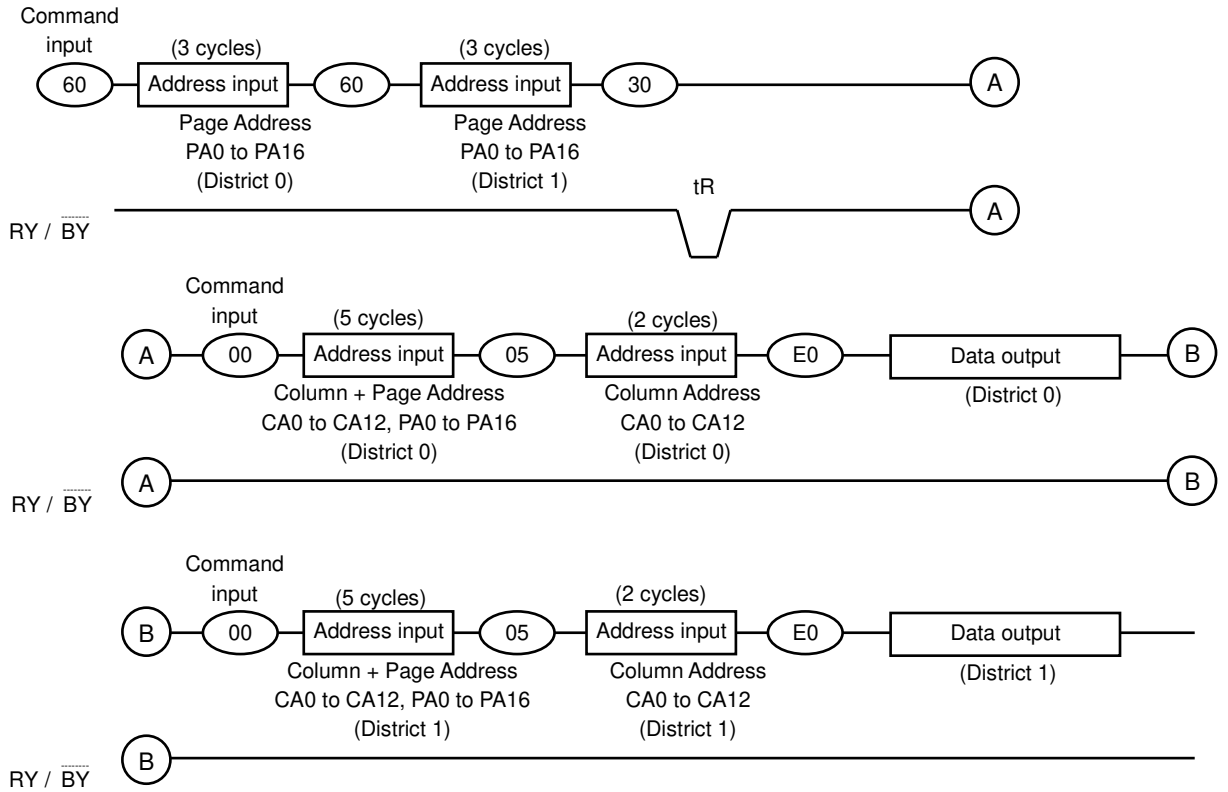 Command
input
(3 cycles)
(3 cycles)
60
Address input
60
Address input
30
A
Page Address
PA0 to PA16
(District 0)
Page Address
PA0 to PA16
(District 1)
tR
RY / BY
A
Command
input
(5 cycles)
(2 cycles)
A
00
Address input
05
Address input
E0
Data output
B
Column + Page Address
CA0 to CA12, PA0 to PA16
(District 0)
Column Address
CA0 to CA12
(District 0)
(District 0)
RY / BY
A
B
Command
input
(5 cycles)
(2 cycles)
B
00
Address input
05
Address input
E0
Data output
Column + Page Address
CA0 to CA12, PA0 to PA16
(District 1)
Column Address
CA0 to CA12
(District 1)
(District 1)
RY / BY
B